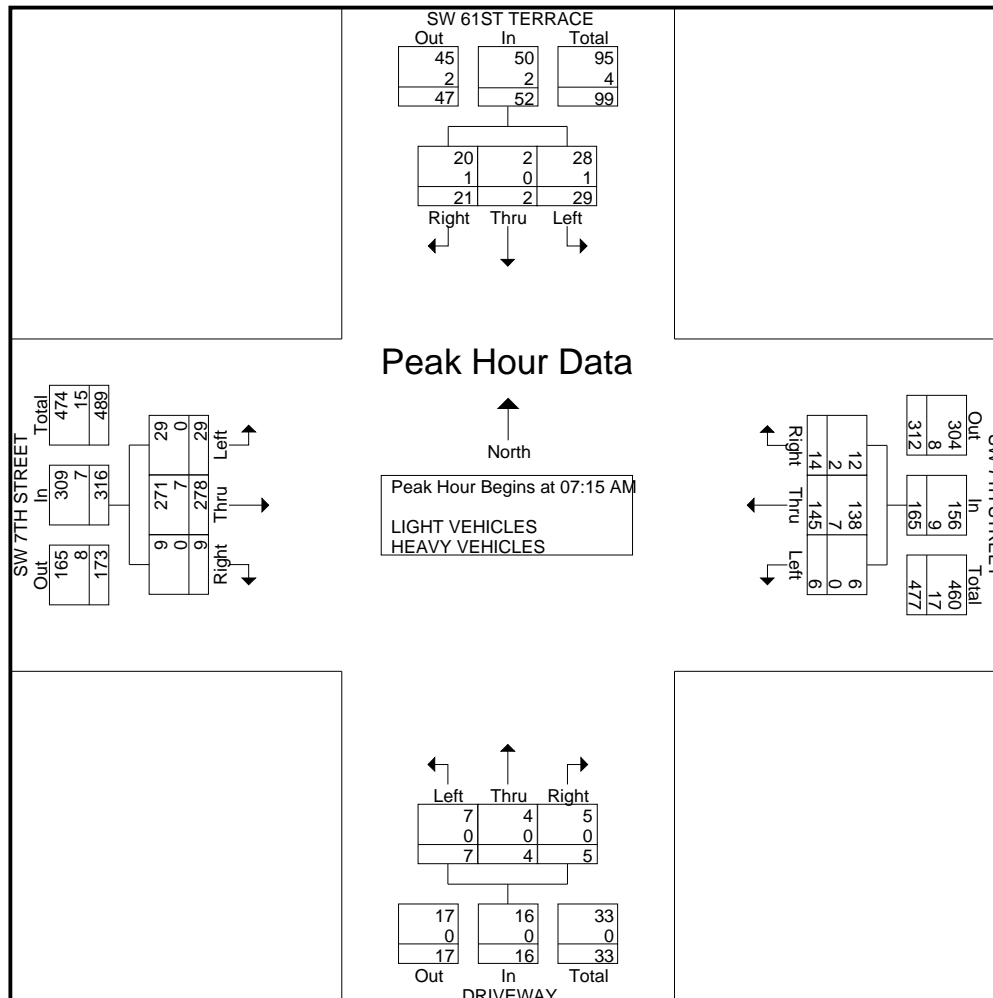 SW 61ST TERRACE
Out In Total
45 50 95
2 2 4
47 52 99
20 2 28
1 0 1
21 2 29
Right Thru Left
Peak Hour Data
North
Peak Hour Begins at 07:15 AM
LIGHT VEHICLES
HEAVY VEHICLES
SW 7TH STREET
Total In Out
474 309 165
15 7 8
489 316 173
29 271 9
0 7 0
29 278 9
Left Thru Right
Right Thru Left
14 145 6
2 7 0
12 138 6
Out In Total
304 156 460
8 9 17
312 165 477
Left Thru Right
7 4 5
0 0 0
7 4 5
17 16 33
0 0 0
17 16 33
Out In Total
DRIVEWAY